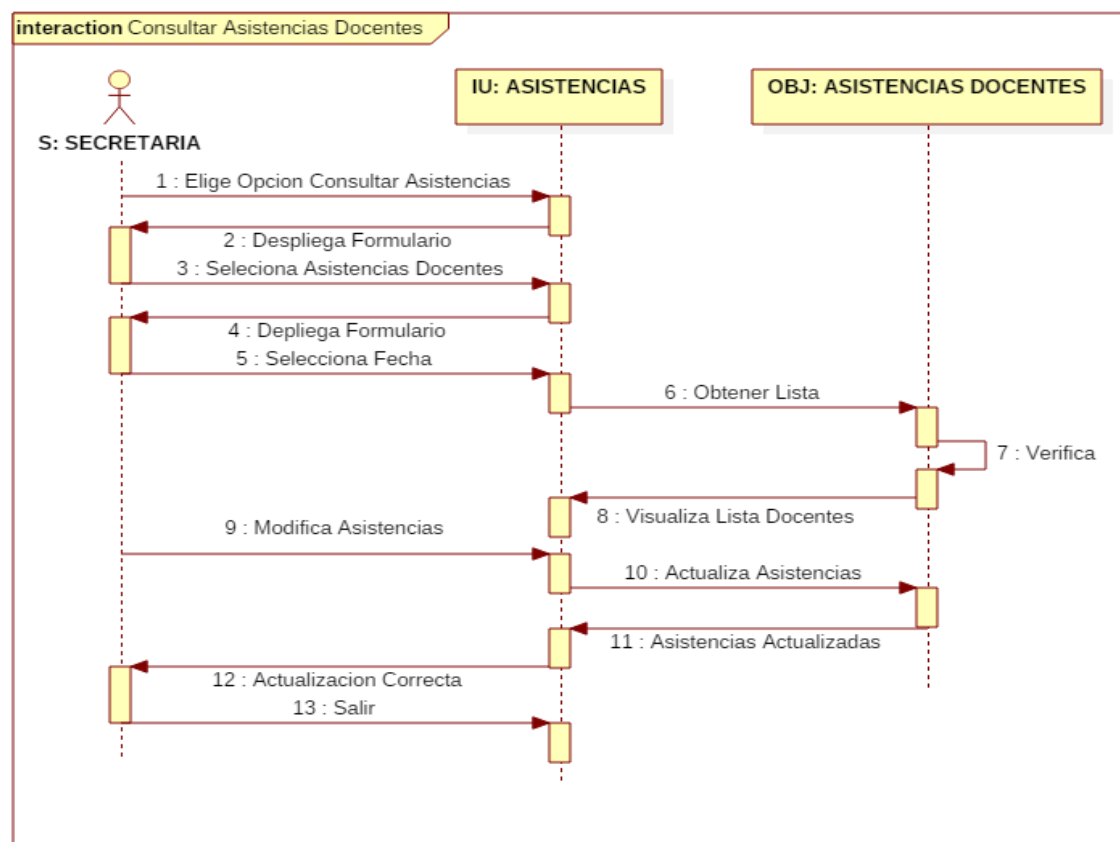 interaction Consultar Asistencias Docentes
IU: ASISTENCIAS
OBJ: ASISTENCIAS DOCENTES
S: SECRETARIA
1 : Elige Opcion Consultar Asistencias
2 : Despliega Formulario
3 : Seleciona Asistencias Docentes
4 : Depliega Formulario
5 : Selecciona Fecha
6 : Obtener Lista
7 : Verifica
8 : Visualiza Lista Docentes
9 : Modifica Asistencias
10 : Actualiza Asistencias
11 : Asistencias Actualizadas
12 : Actualizacion Correcta
13 : Salir